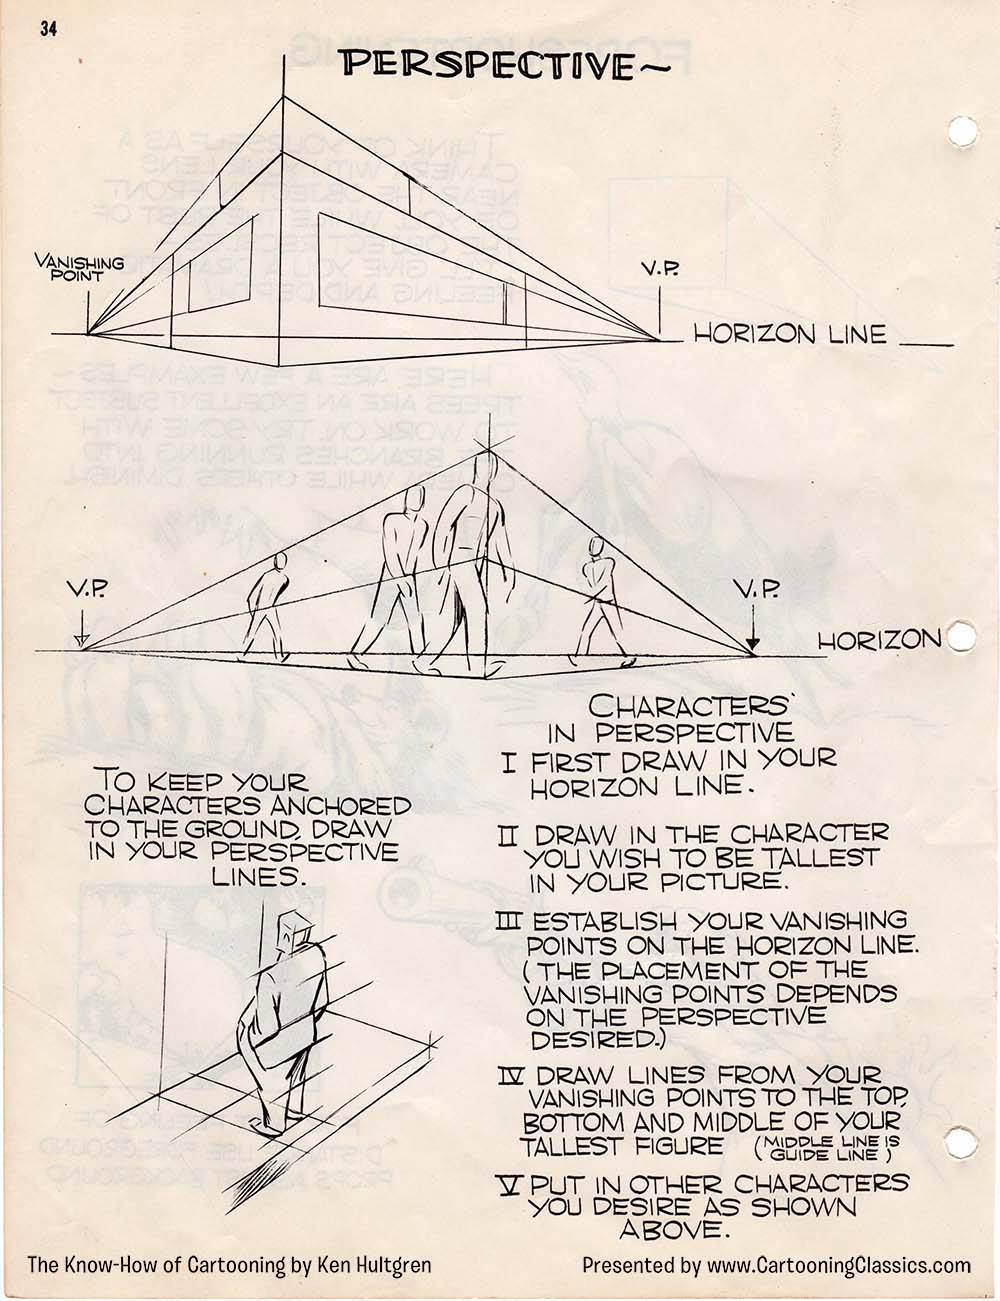 34
PERSPECTIVE~
VANISHING
POINT
V.P.
HORIZON LINE
V.P.
V.P.
HORIZON
CHARACTERS'
IN PERSPECTIVE
I FIRST DRAW IN YOUR
HORIZON LINE.
II DRAW IN THE CHARACTER
YOU WISH TO BE TALLEST
IN YOUR PICTURE.
III ESTABLISH YOUR VANISHING
POINTS ON THE HORIZON LINE.
(THE PLACEMENT OF THE
VANISHING POINTS DEPENDS
ON THE PERSPECTIVE
DESIRED.)
IV DRAW LINES FROM YOUR
VANISHING POINTS TO THE TOP,
BOTTOM AND MIDDLE OF YOUR
TALLEST FIGURE (MIDDLE LINE IS
GUIDE LINE)
V PUT IN OTHER CHARACTERS
YOU DESIRE AS SHOWN
ABOVE.
TO KEEP YOUR
CHARACTERS ANCHORED
TO THE GROUND, DRAW
IN YOUR PERSPECTIVE
LINES.
The Know-How of Cartooning by Ken Hultgren
Presented by www.CartooningClassics.com